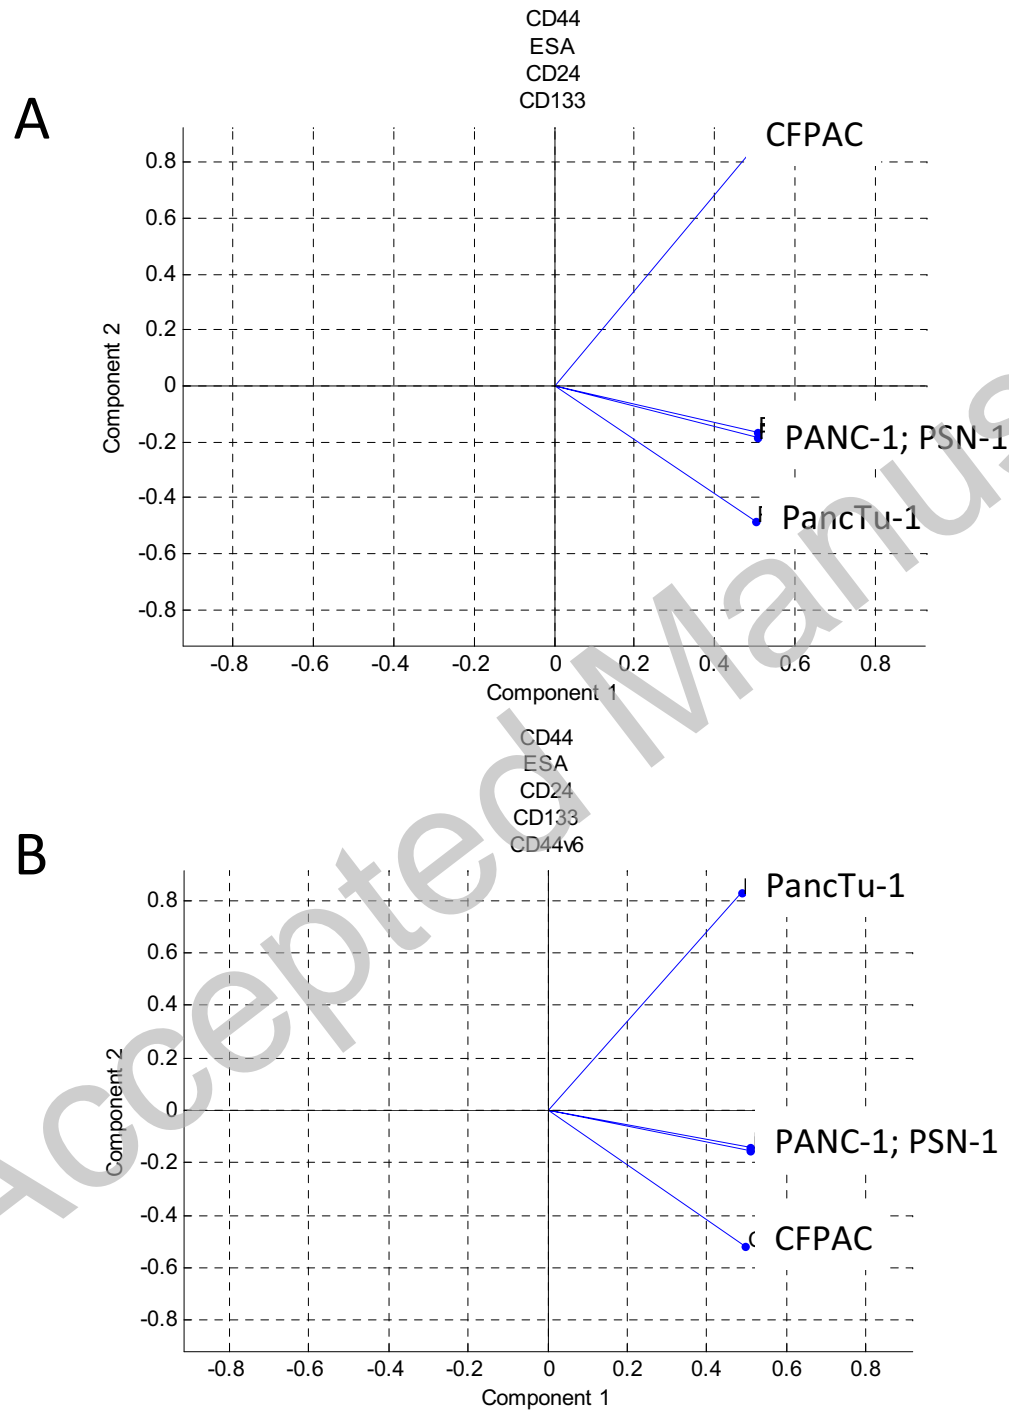 CD44
ESA
CD24
CD133
A
CFPAC
0.8
0.6
0.4
0.2
0
-0.2
-0.4
-0.6
-0.8
Component 2
PANC-1; PSN-1
PancTu-1
-0.8 -0.6 -0.4 -0.2 0 0.2 0.4 0.6 0.8
Component 1
CD44
ESA
CD24
CD133
CD44v6
B
PancTu-1
0.8
0.6
0.4
0.2
0
-0.2
-0.4
-0.6
-0.8
Component 2
PANC-1; PSN-1
CFPAC
-0.8 -0.6 -0.4 -0.2 0 0.2 0.4 0.6 0.8
Component 1
Accepted Manus